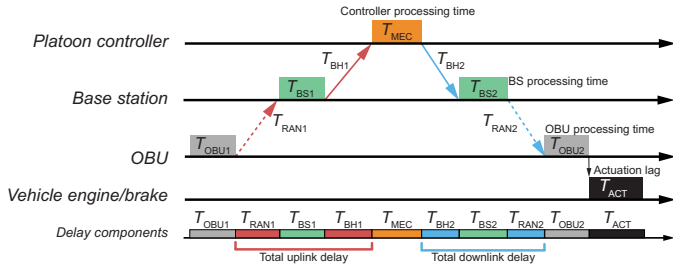 Controller processing time
Platoon controller
T_MEC
T_BH1
T_BH2
Base station
T_BS1
T_BS2
BS processing time
T_RAN1
T_RAN2
OBU processing time
OBU
T_OBU1
T_OBU2
Actuation lag
Vehicle engine/brake
T_ACT
Delay components
T_OBU1 T_RAN1 T_BS1 T_BH1 T_MEC T_BH2 T_BS2 T_RAN2 T_OBU2 T_ACT
Total uplink delay
Total downlink delay